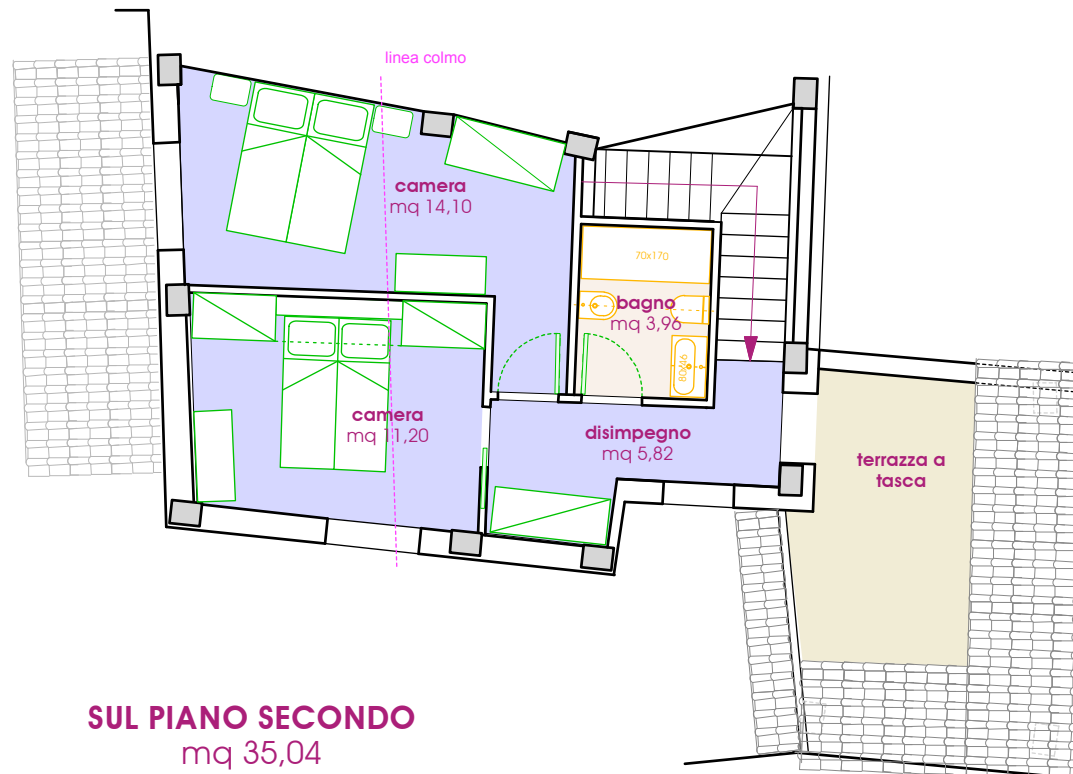 linea colmo
camera
mq 14,10
70x170
bagno
mq 3,96
80x46
camera
mq 11,20
disimpegno
mq 5,82
terrazza a
tasca
SUL PIANO SECONDO
mq 35,04